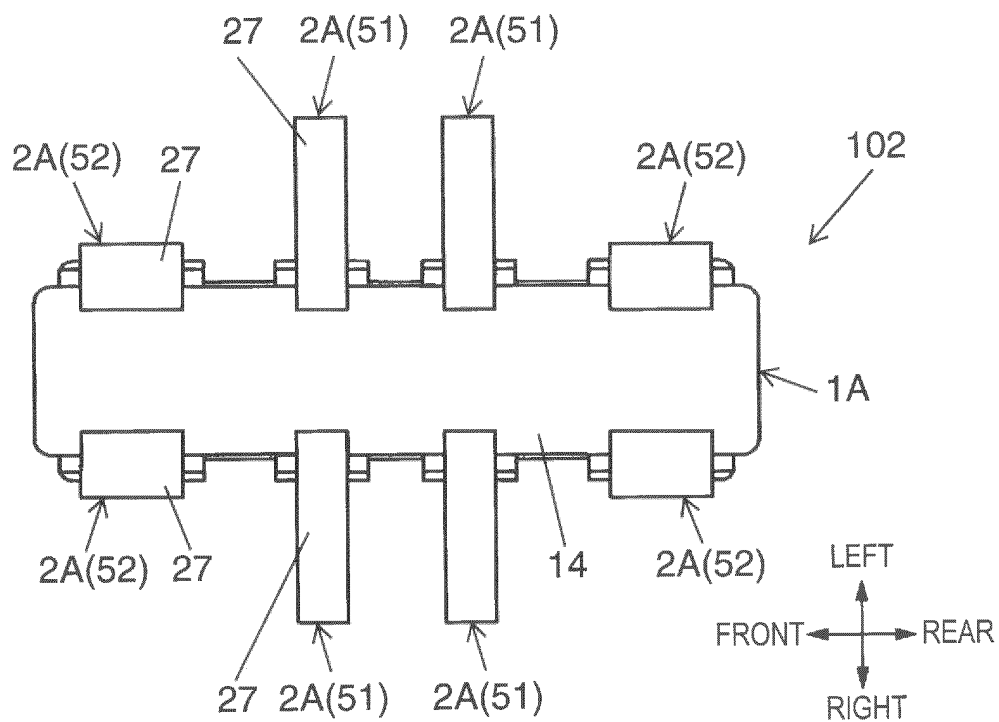 27 2A(51) 2A(51)
2A(52) 27 2A(52) 102
1A
2A(52) 27 14 2A(52)
27 2A(51) 2A(51)
LEFT
FRONT REAR
RIGHT